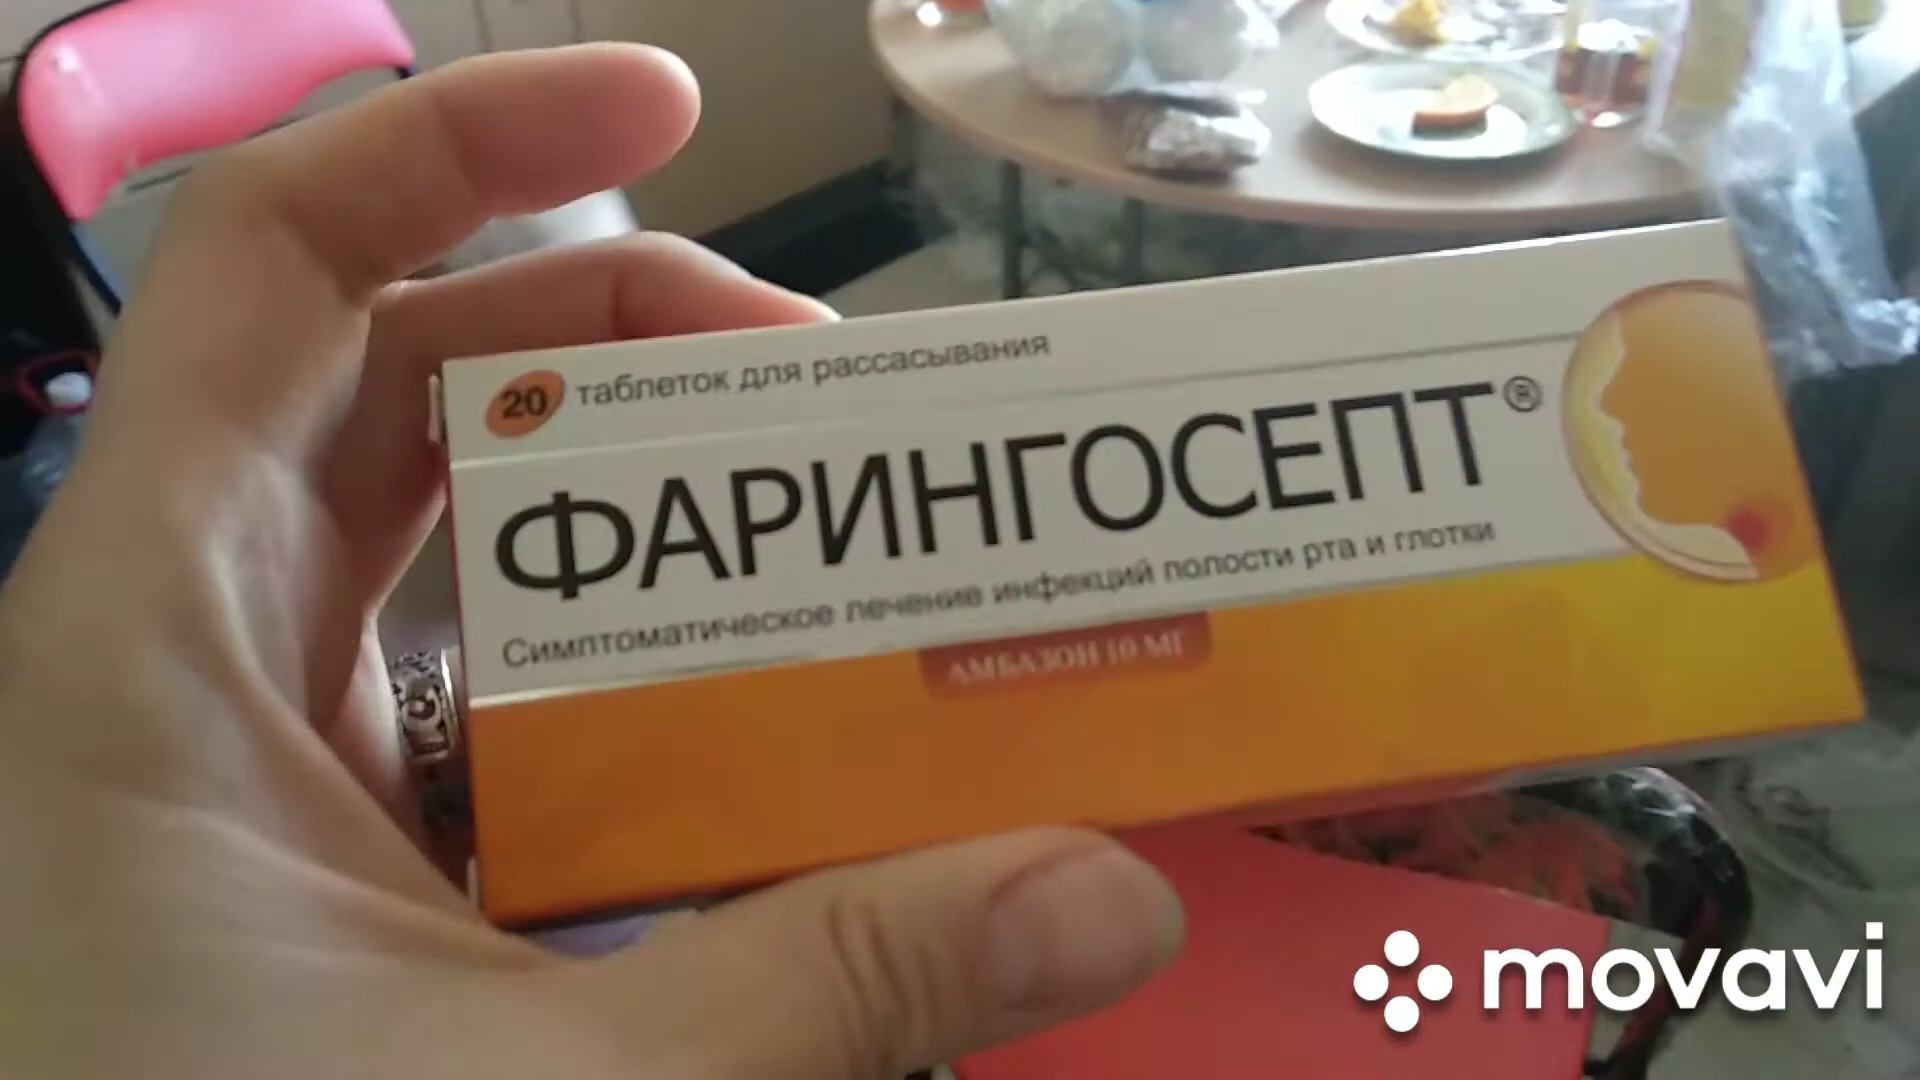 20 таблеток для рассасывания
ФАРИНГОСЕПТ®
Симптоматическое лечение инфекций полости рта и глотки
АМБАЗОН 10 МГ
movavi